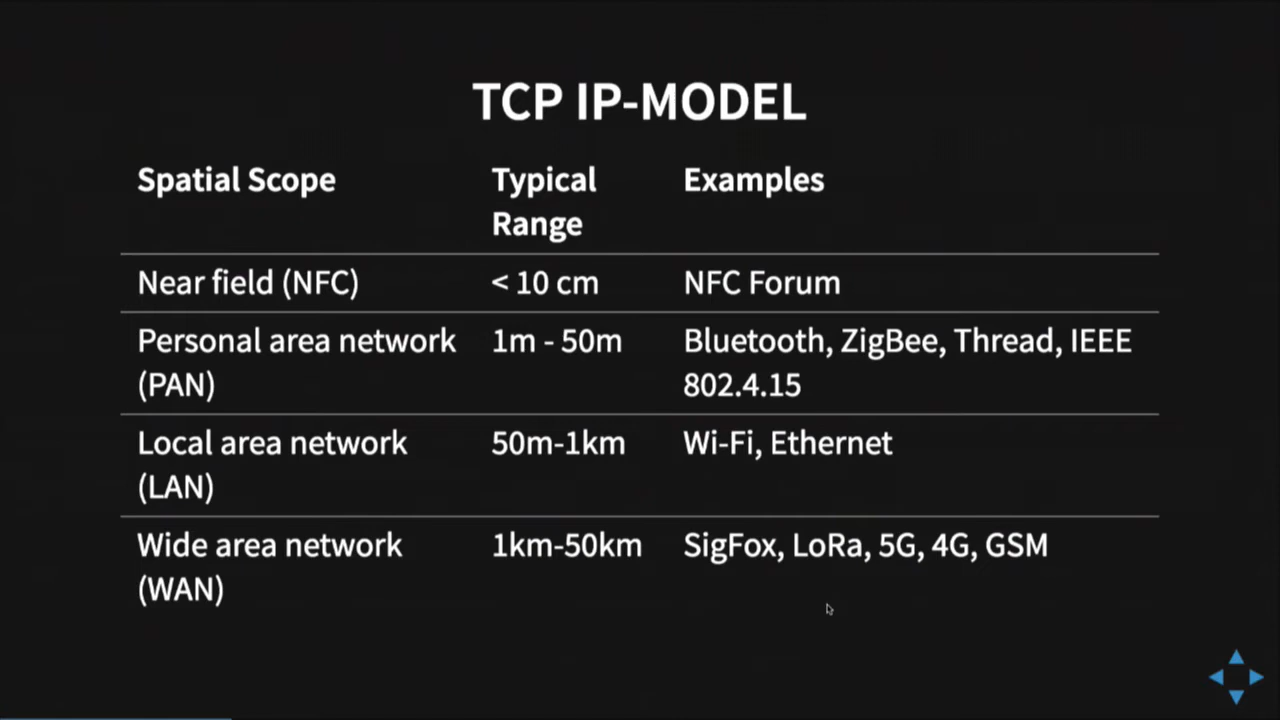 TCP IP-MODEL
Spatial Scope
Typical
Range
Examples
Near field (NFC)
< 10 cm
NFC Forum
Personal area network
(PAN)
1m - 50m
Bluetooth, ZigBee, Thread, IEEE
802.4.15
Local area network
(LAN)
50m-1km
Wi-Fi, Ethernet
Wide area network
(WAN)
1km-50km
SigFox, LoRa, 5G, 4G, GSM